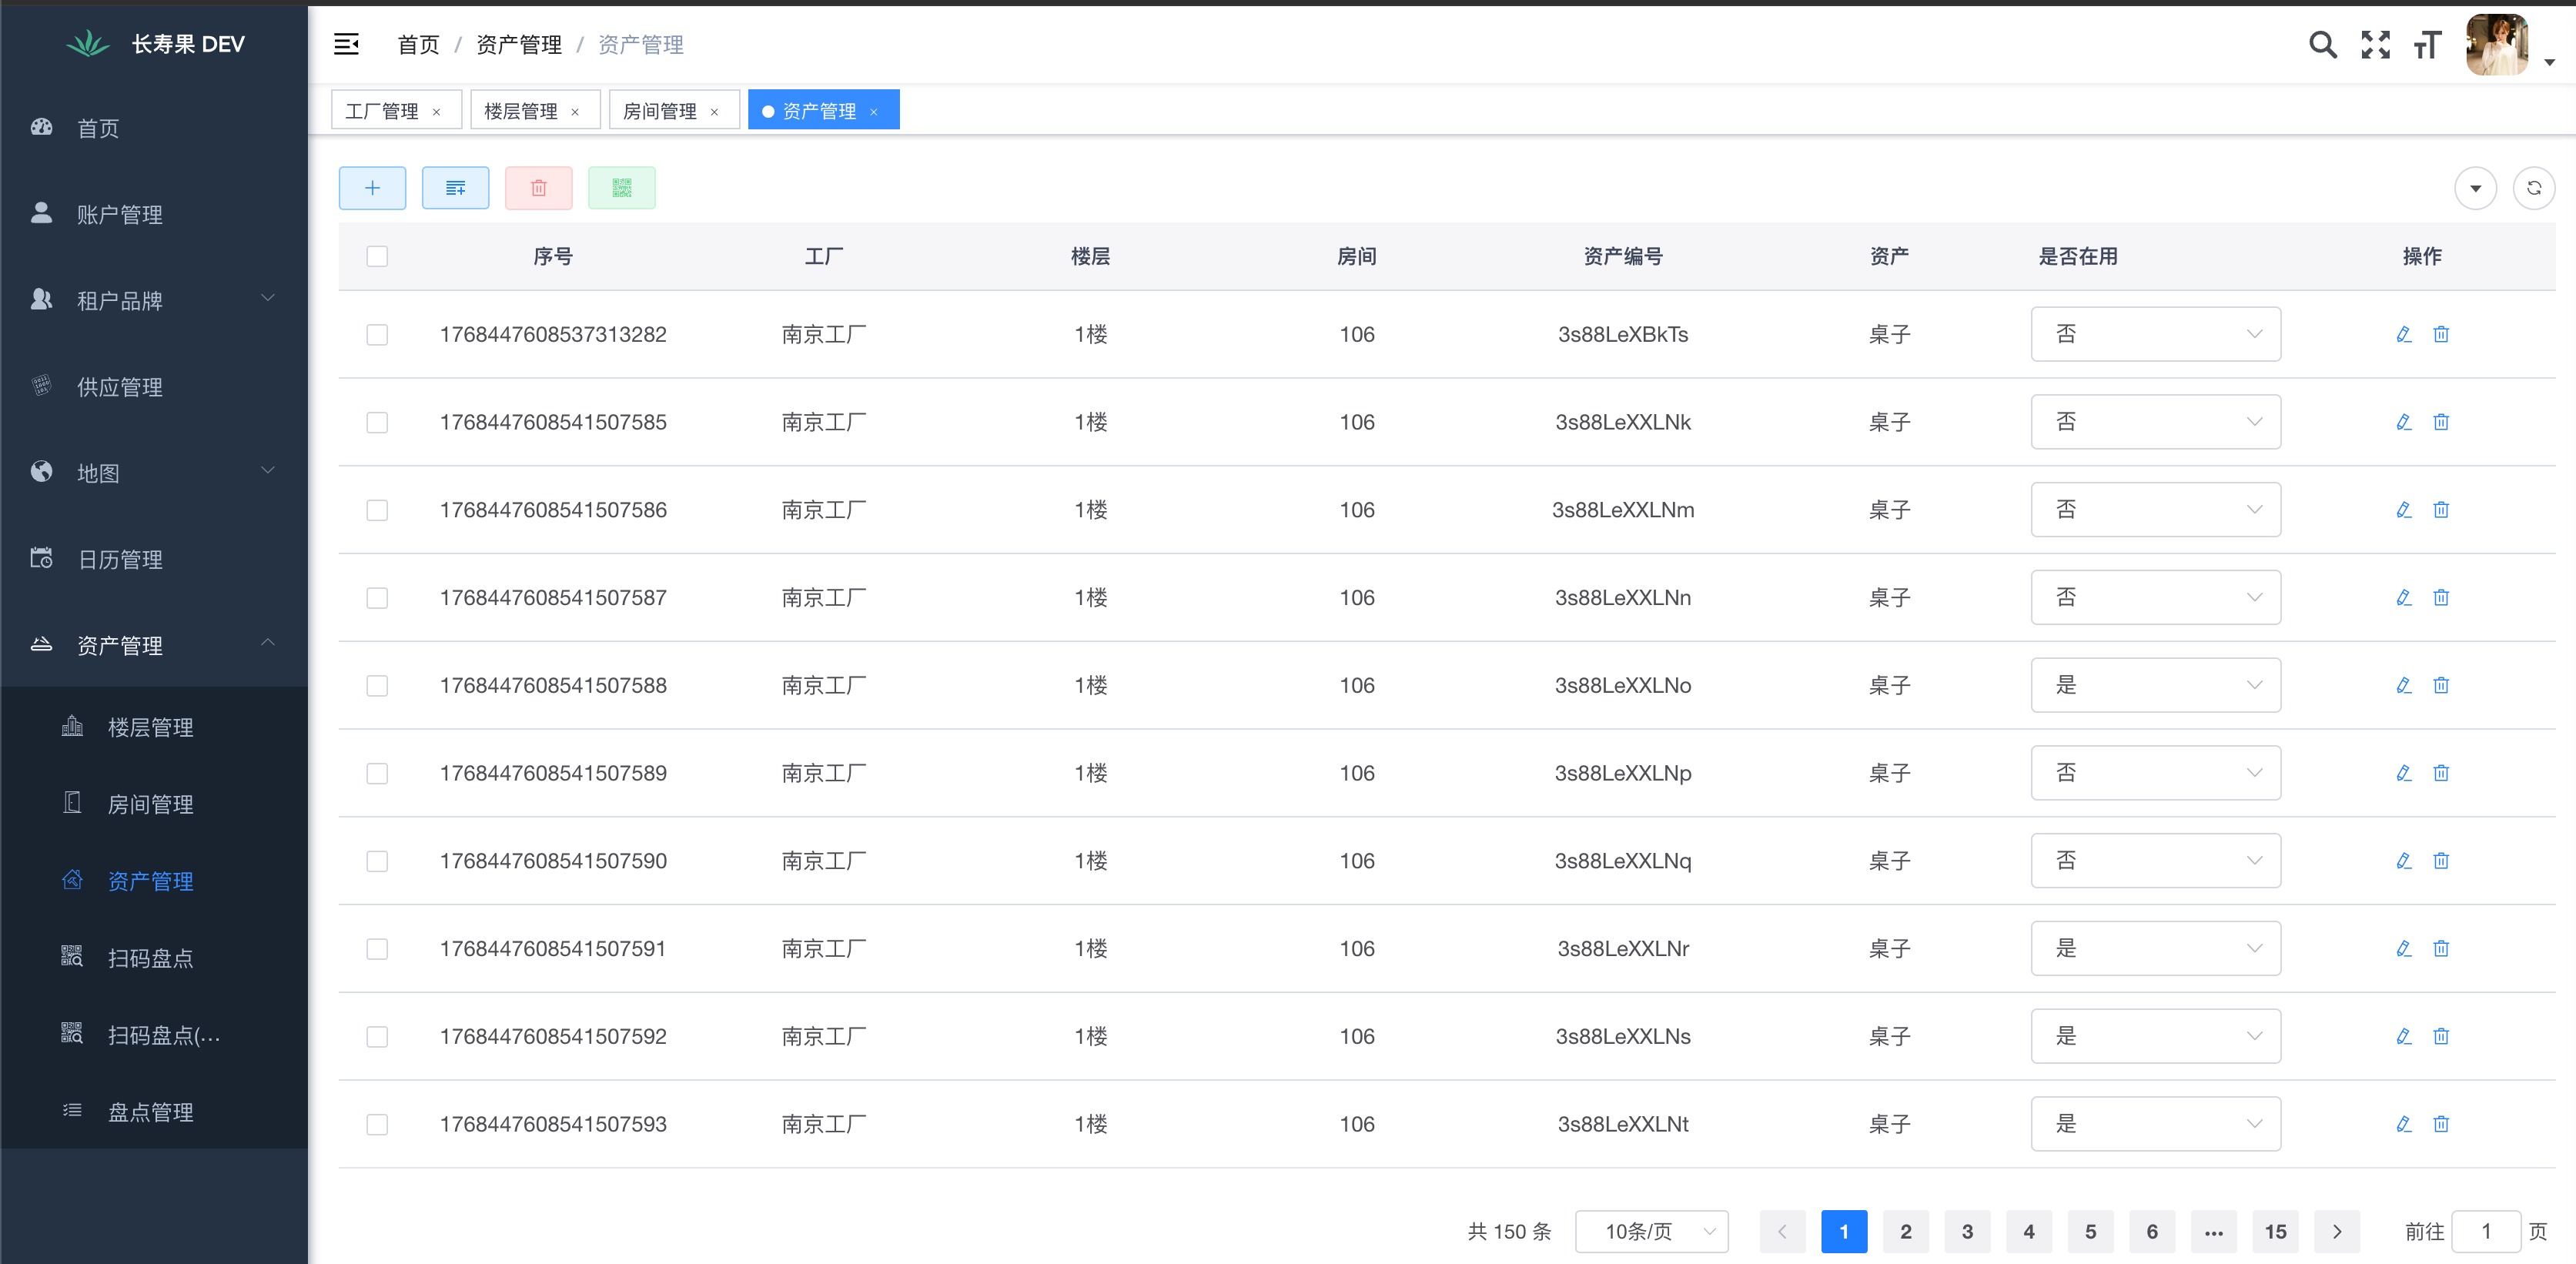 长寿果 DEV
首页
账户管理
租户品牌
供应管理
地图
日历管理
资产管理
楼层管理
房间管理
资产管理
扫码盘点
扫码盘点(...
盘点管理
首页 / 资产管理 / 资产管理
工厂管理 × 楼层管理 × 房间管理 × 资产管理 ×
序号 工厂 楼层 房间 资产编号 资产 是否在用 操作
1768447608537313282 南京工厂 1楼 106 3s88LeXBkTs 桌子 否
1768447608541507585 南京工厂 1楼 106 3s88LeXXLNk 桌子 否
1768447608541507586 南京工厂 1楼 106 3s88LeXXLNm 桌子 否
1768447608541507587 南京工厂 1楼 106 3s88LeXXLNn 桌子 否
1768447608541507588 南京工厂 1楼 106 3s88LeXXLNo 桌子 是
1768447608541507589 南京工厂 1楼 106 3s88LeXXLNp 桌子 否
1768447608541507590 南京工厂 1楼 106 3s88LeXXLNq 桌子 否
1768447608541507591 南京工厂 1楼 106 3s88LeXXLNr 桌子 是
1768447608541507592 南京工厂 1楼 106 3s88LeXXLNs 桌子 是
1768447608541507593 南京工厂 1楼 106 3s88LeXXLNt 桌子 是
共 150 条 10条/页 1 2 3 4 5 6 ... 15 前往 1 页